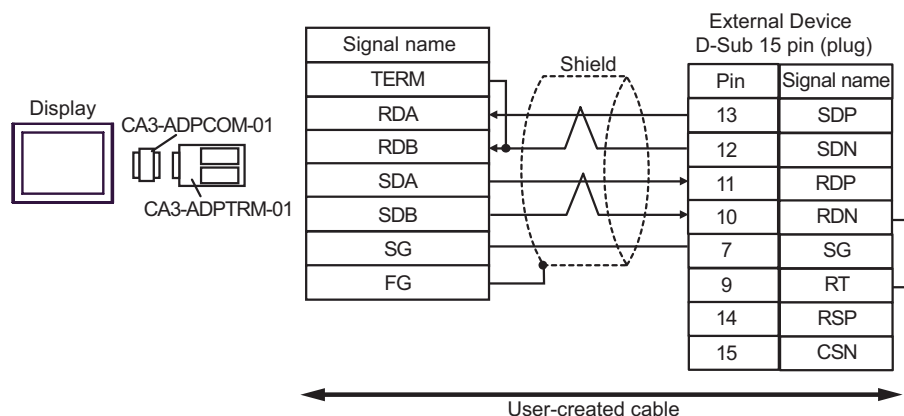 External Device
D-Sub 15 pin (plug)
Signal name
Shield
Pin Signal name
TERM
RDA
13 SDP
Display
CA3-ADPCOM-01
RDB
12 SDN
SDA
11 RDP
CA3-ADPTRM-01
SDB
10 RDN
SG
7 SG
FG
9 RT
14 RSP
15 CSN
User-created cable